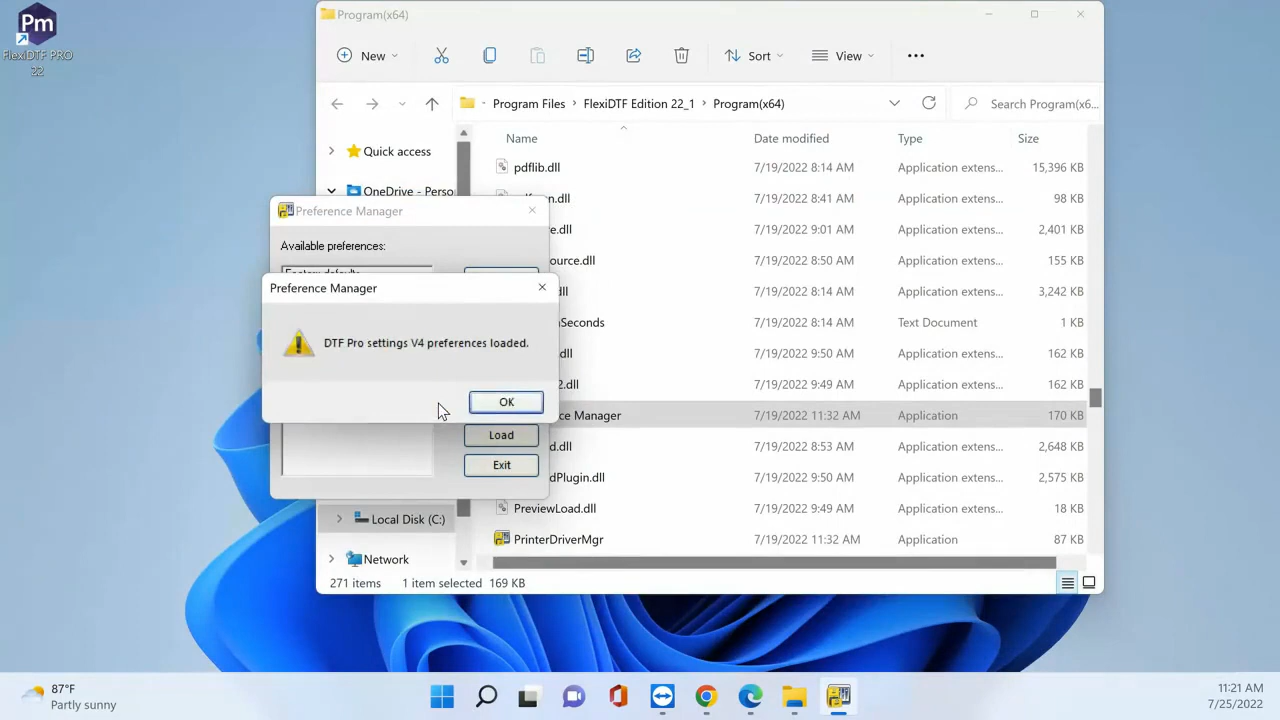 Pm
FlexiDTF PRO
22
Program(x64)
New
Sort
View
Program Files
FlexiDTF Edition 22_1
Program(x64)
Search Program(x6...
Quick access
OneDrive - Perso
Network
Local Disk (C:)
Name
Date modified
Type
Size
pdflib.dll
7/19/2022 8:14 AM
Application extens...
15,396 KB
n.dll
7/19/2022 8:41 AM
Application extens...
98 KB
e.dll
7/19/2022 9:01 AM
Application extens...
2,401 KB
ource.dll
7/19/2022 8:50 AM
Application extens...
155 KB
dll
7/19/2022 8:14 AM
Application extens...
3,242 KB
nSeconds
7/19/2022 8:14 AM
Text Document
1 KB
dll
7/19/2022 9:50 AM
Application extens...
162 KB
2.dll
7/19/2022 9:49 AM
Application extens...
162 KB
ce Manager
7/19/2022 11:32 AM
Application
170 KB
d.dll
7/19/2022 8:53 AM
Application extens...
2,648 KB
dPlugin.dll
7/19/2022 9:50 AM
Application extens...
2,575 KB
PreviewLoad.dll
7/19/2022 9:49 AM
Application extens...
18 KB
PrinterDriverMgr
7/19/2022 11:32 AM
Application
87 KB
271 items
1 item selected
169 KB
Preference Manager
Available preferences:
Factory defaults
Preference Manager
DTF Pro settings V4 preferences loaded.
OK
Load
Exit
87°F
Partly sunny
11:21 AM
7/25/2022